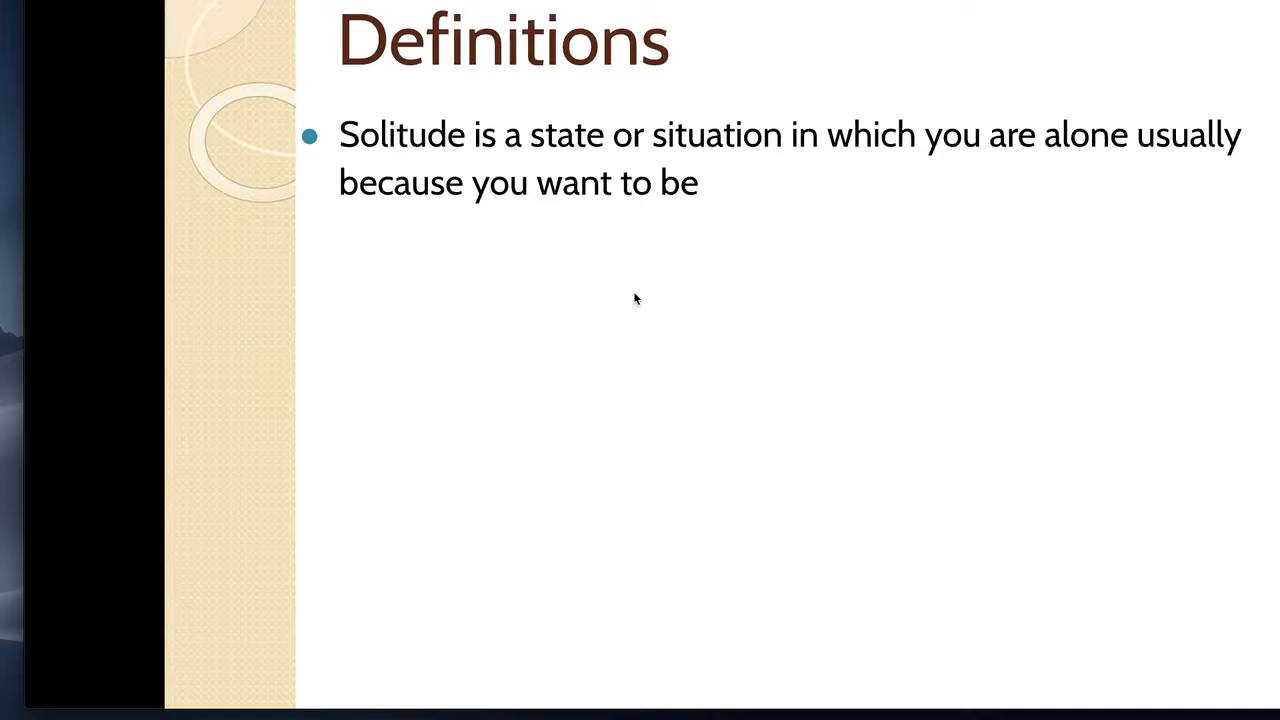 Definitions
Solitude is a state or situation in which you are alone usually
because you want to be